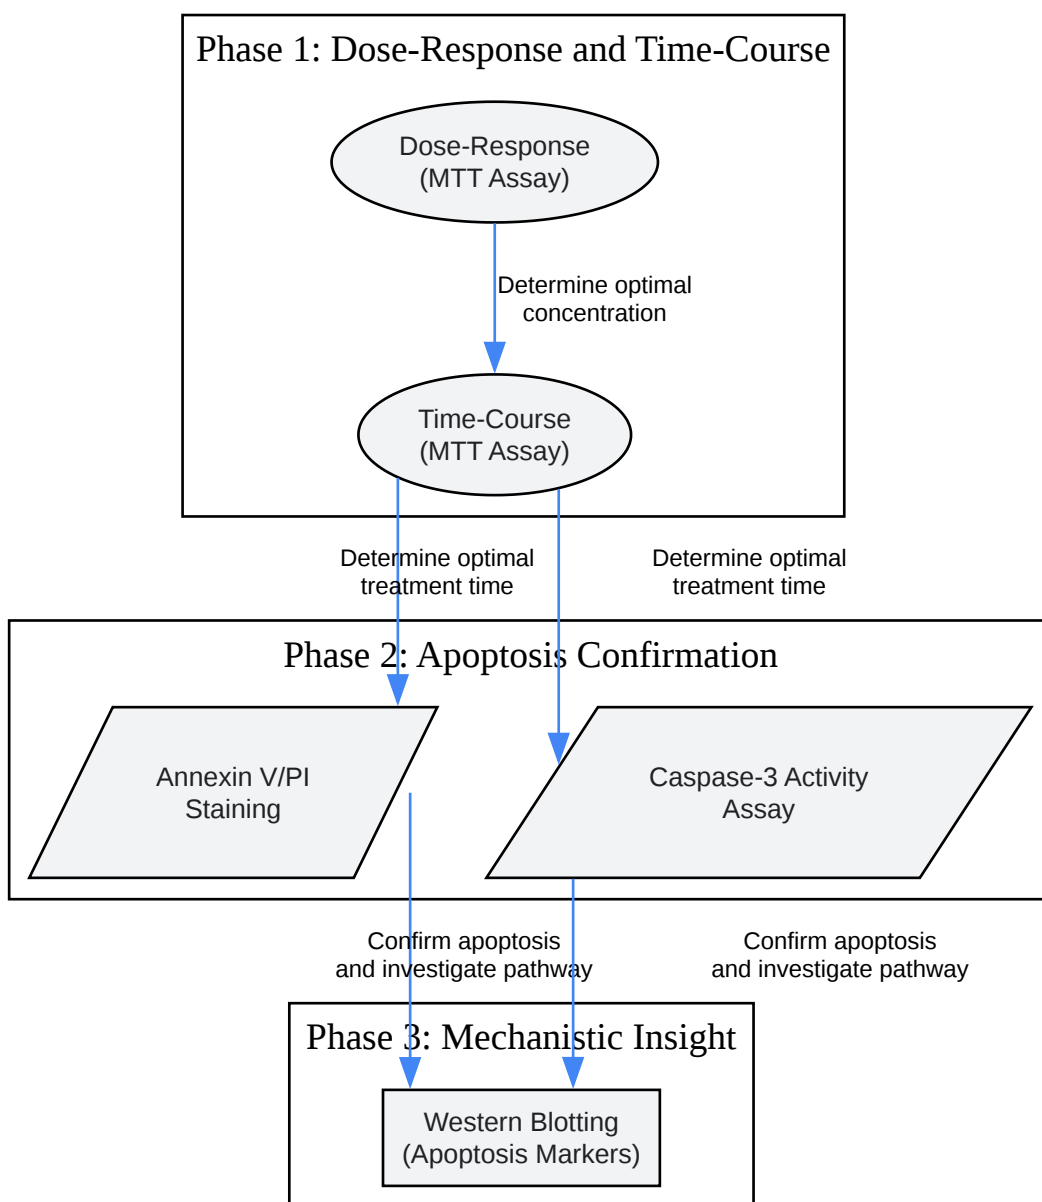 Phase 1: Dose-Response and Time-Course
Dose-Response
(MTT Assay)
Determine optimal
concentration
Time-Course
(MTT Assay)
Determine optimal
treatment time
Determine optimal
treatment time
Phase 2: Apoptosis Confirmation
Annexin V/PI
Staining
Caspase-3 Activity
Assay
Confirm apoptosis
and investigate pathway
Confirm apoptosis
and investigate pathway
Phase 3: Mechanistic Insight
Western Blotting
(Apoptosis Markers)